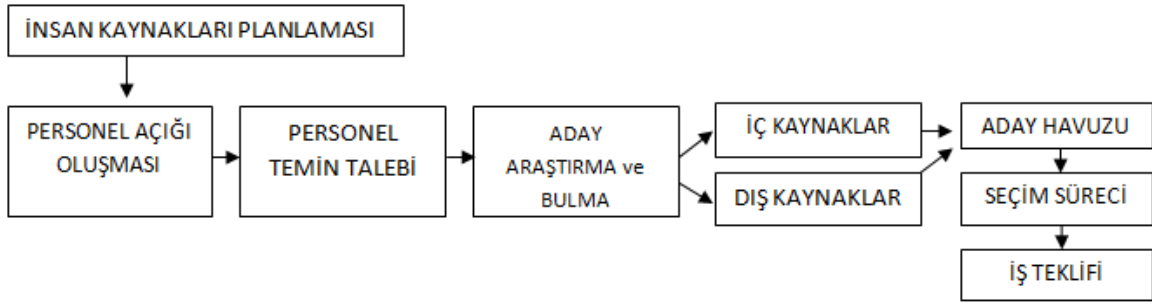 İNSAN KAYNAKLARI PLANLAMASI
PERSONEL AÇIĞI
OLUŞMASI
PERSONEL
TEMİN TALEBİ
ADAY
ARAŞTIRMA ve
BULMA
İÇ KAYNAKLAR
DIŞ KAYNAKLAR
ADAY HAVUZU
SEÇİM SÜRECİ
İŞ TEKLİFİ